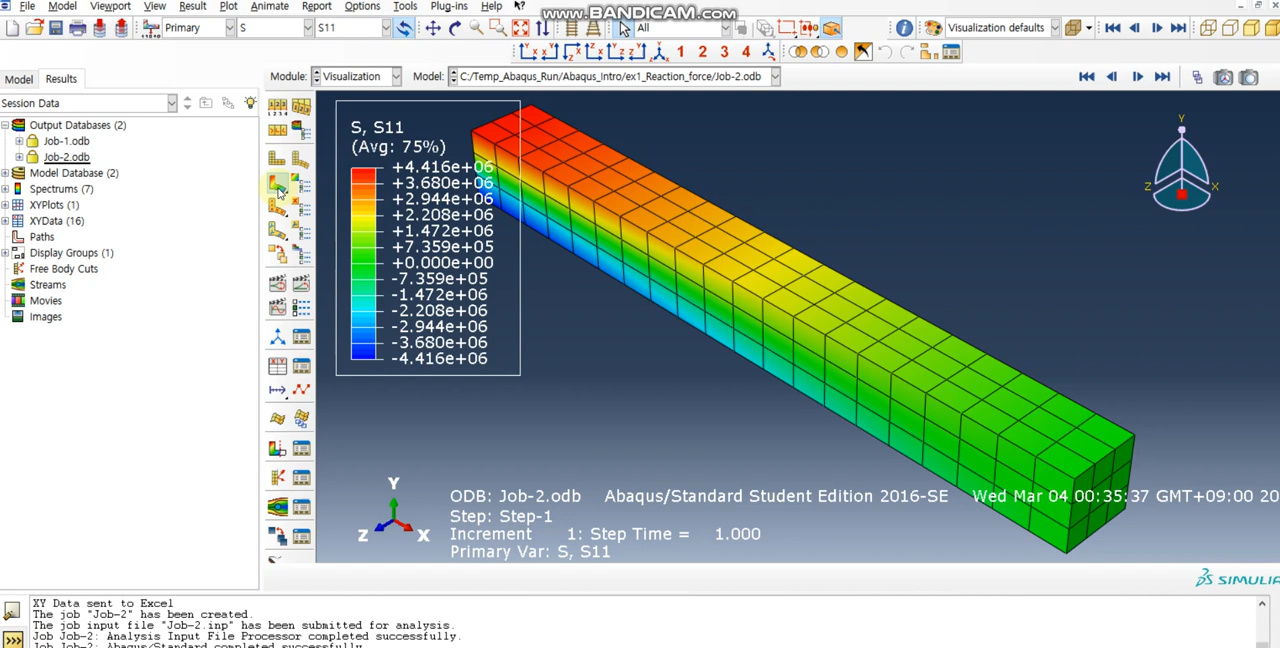 File Model Viewport View Result Plot Animate Report Options Tools Plug-ins Help
www.BANDICAM.com
Primary S S11 All Visualization defaults
1 2 3 4
Model Results
Module: Visualization Model: C:/Temp_Abaqus_Run/Abaqus_Intro/ex1_Reaction_force/Job-2.odb
Session Data
Output Databases (2)
Job-1.odb
Job-2.odb
Model Database (2)
Spectrums (7)
XYPlots (1)
XYData (16)
Paths
Display Groups (1)
Free Body Cuts
Streams
Movies
Images
S, S11
(Avg: 75%)
+4.416e+06
+3.680e+06
+2.944e+06
+2.208e+06
+1.472e+06
+7.359e+05
+0.000e+00
-7.359e+05
-1.472e+06
-2.208e+06
-2.944e+06
-3.680e+06
-4.416e+06
Y
Z X
Y
Z X
ODB: Job-2.odb Abaqus/Standard Student Edition 2016-SE Wed Mar 04 00:35:37 GMT+09:00 20
Step: Step-1
Increment 1: Step Time = 1.000
Primary Var: S, S11
SIMULIA
XY Data sent to Excel
The job "Job-2" has been created.
The job input file "Job-2.inp" has been submitted for analysis.
Job Job-2: Analysis Input File Processor completed successfully.
Job Job-2: Abaqus/Standard completed successfully